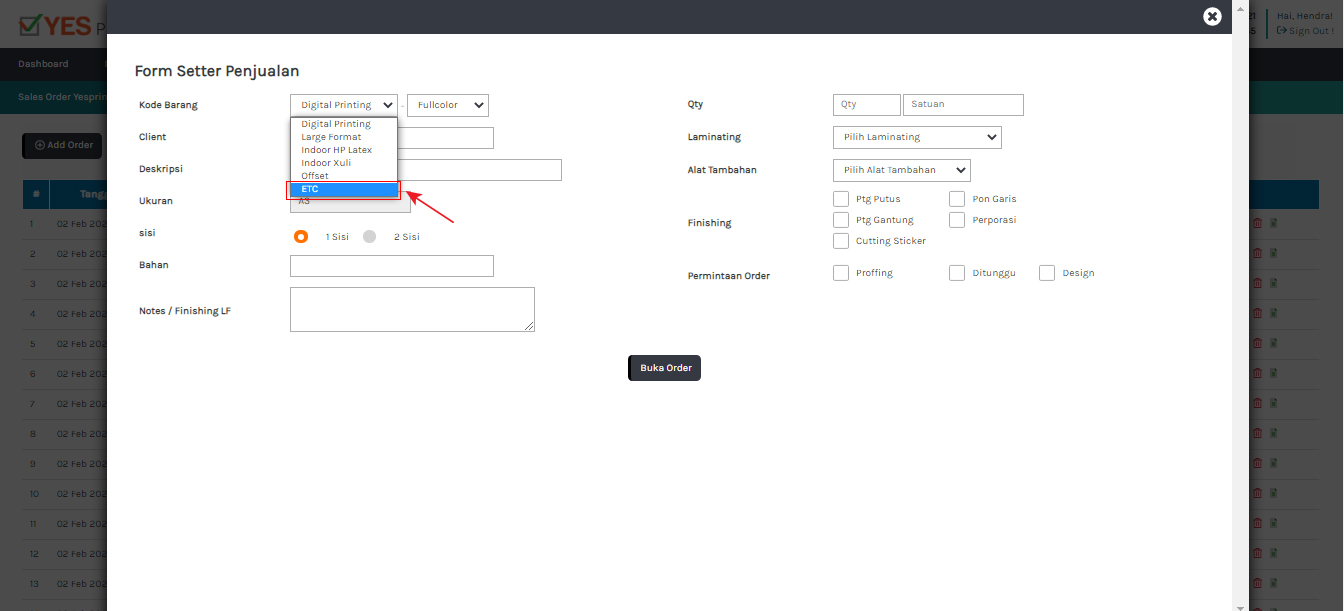 YES P
21
Hai, Hendra!
Sign Out !
Dashboard
Sales Order Yesprin
Add Order
Form Setter Penjualan
Kode Barang
Digital Printing
-
Fullcolor
Digital Printing
Large Format
Indoor HP Latex
Indoor Xuli
Offset
ETC
Client
Deskripsi
Ukuran
A3
sisi
1 Sisi
2 Sisi
Bahan
Notes / Finishing LF
Qty
Qty
Satuan
Laminating
Pilih Laminating
Alat Tambahan
Pilih Alat Tambahan
Finishing
Ptg Putus
Pon Garis
Ptg Gantung
Perporasi
Cutting Sticker
Permintaan Order
Proffing
Ditunggu
Design
Buka Order
#
Tangg
1 02 Feb 202
2 02 Feb 202
3 02 Feb 202
4 02 Feb 202
5 02 Feb 202
6 02 Feb 202
7 02 Feb 202
8 02 Feb 202
9 02 Feb 202
10 02 Feb 202
11 02 Feb 202
12 02 Feb 202
13 02 Feb 202